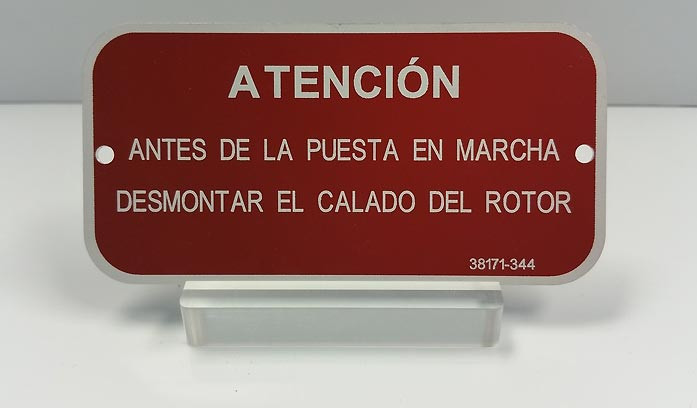 ATENCIÓN
ANTES DE LA PUESTA EN MARCHA
DESMONTAR EL CALADO DEL ROTOR
38171-344